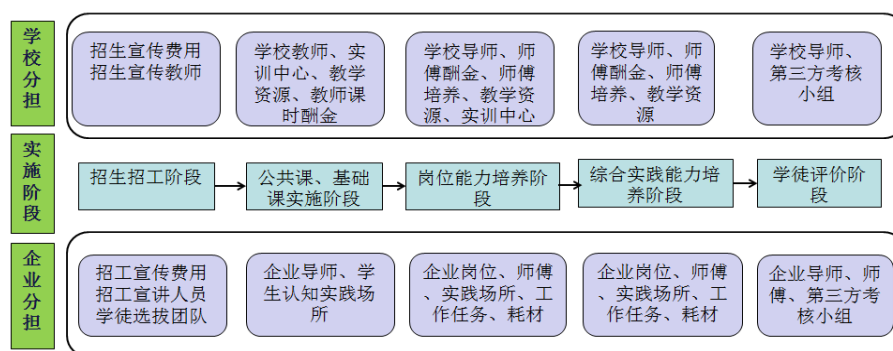 学校分担
招生宣传费用
招生宣传教师
学校教师、实
训中心、教学
资源、教师课
时酬金
学校导师、师
傅酬金、师傅
培养、教学资
源、实训中心
学校导师、师
傅酬金、师傅
培养、教学资
源
学校导师、
第三方考核
小组
实施阶段
招生招工阶段
公共课、基础
课实施阶段
岗位能力培养阶
段
综合实践能力培
养阶段
学徒评价阶
段
企业分担
招工宣传费用
招工宣讲人员
学徒选拔团队
企业导师、学
生认知实践场
所
企业岗位、师傅
、实践场所、工
作任务、耗材
企业岗位、师傅
、实践场所、工
作任务、耗材
企业导师、师
傅、第三方考
核小组